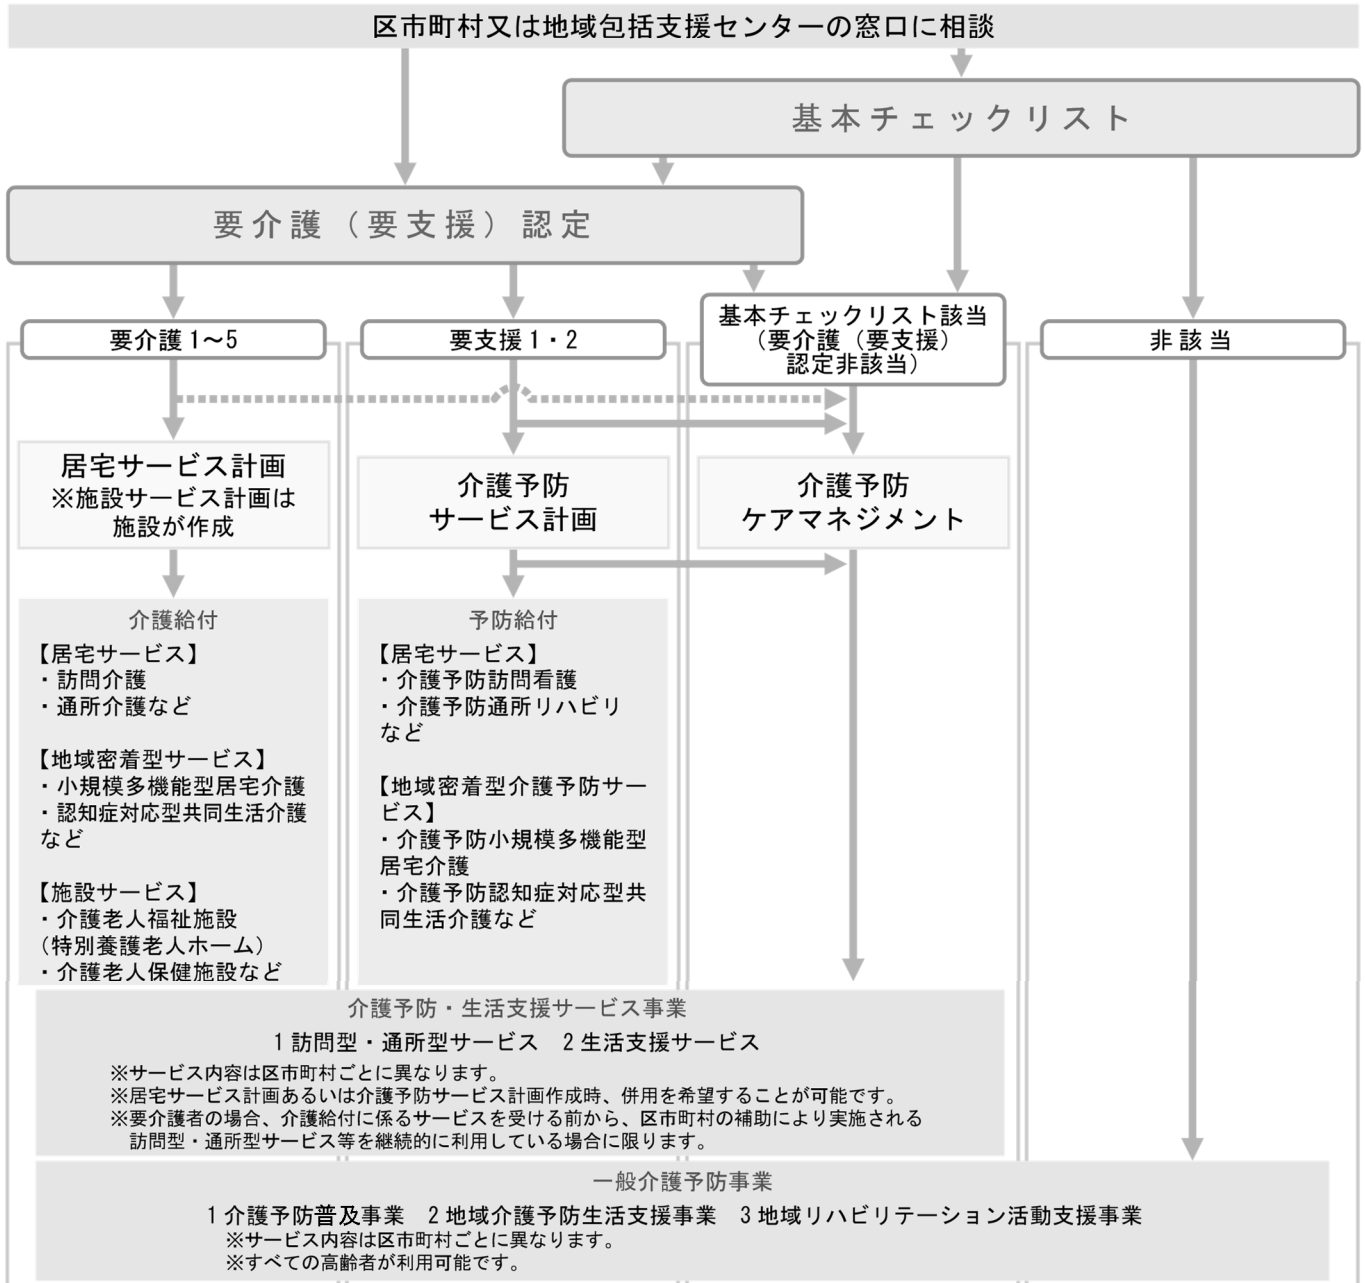 区市町村又は地域包括支援センターの窓口に相談
基本チェックリスト
要介護（要支援）認定
要介護1～5
要支援1・2
基本チェックリスト該当
（要介護（要支援）
認定非該当）
非該当
居宅サービス計画
※施設サービス計画は
施設が作成
介護予防
サービス計画
介護予防
ケアマネジメント
介護給付
【居宅サービス】
・訪問介護
・通所介護など
【地域密着型サービス】
・小規模多機能型居宅介護
・認知症対応型共同生活介護
など
【施設サービス】
・介護老人福祉施設
（特別養護老人ホーム）
・介護老人保健施設など
予防給付
【居宅サービス】
・介護予防訪問看護
・介護予防通所リハビリ
など
【地域密着型介護予防サー
ビス】
・介護予防小規模多機能型
居宅介護
・介護予防認知症対応型共
同生活介護など
介護予防・生活支援サービス事業
1 訪問型・通所型サービス　2 生活支援サービス
※サービス内容は区市町村ごとに異なります。
※居宅サービス計画あるいは介護予防サービス計画作成時、併用を希望することが可能です。
※要介護者の場合、介護給付に係るサービスを受ける前から、区市町村の補助により実施される
訪問型・通所型サービス等を継続的に利用している場合に限ります。
一般介護予防事業
1 介護予防普及事業　2 地域介護予防生活支援事業　3 地域リハビリテーション活動支援事業
※サービス内容は区市町村ごとに異なります。
※すべての高齢者が利用可能です。